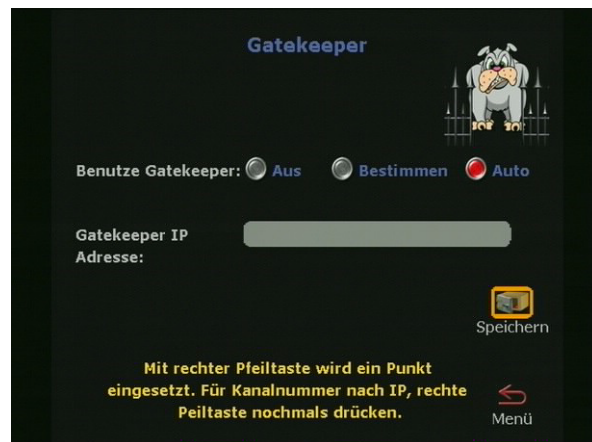 Gatekeeper
Benutze Gatekeeper: Aus Bestimmen Auto
Gatekeeper IP
Adresse:
Speichern
Mit rechter Pfeiltaste wird ein Punkt
eingesetzt. Für Kanalnummer nach IP, rechte
Peiltaste nochmals drücken.
Menü